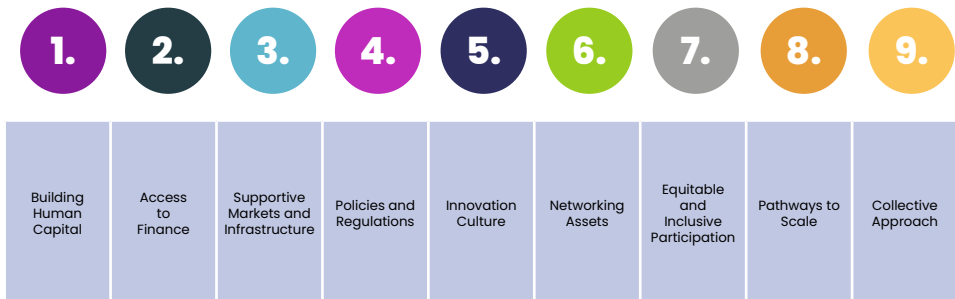 1.
2.
3.
4.
5.
6.
7.
8.
9.
Building
Human
Capital
Access
to
Finance
Supportive
Markets and
Infrastructure
Policies and
Regulations
Innovation
Culture
Networking
Assets
Equitable
and
Inclusive
Participation
Pathways to
Scale
Collective
Approach